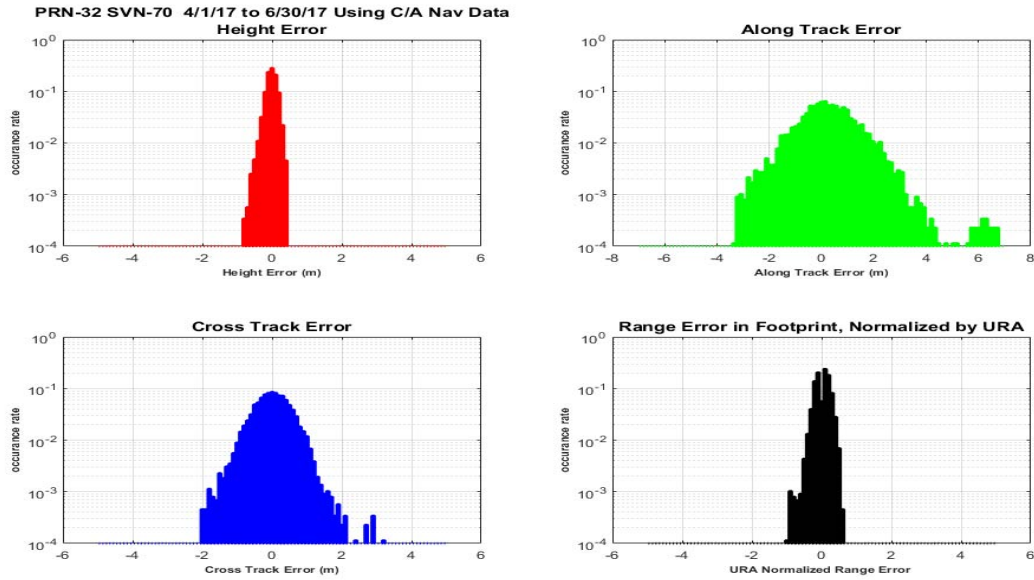 PRN-32 SVN-70 4/1/17 to 6/30/17 Using C/A Nav Data
Height Error
10^0
10^-1
10^-2
10^-3
10^-4
occurance rate
-6 -4 -2 0 2 4 6
Height Error (m)
Along Track Error
10^0
10^-1
10^-2
10^-3
10^-4
occurance rate
-8 -6 -4 -2 0 2 4 6 8
Along Track Error (m)
Cross Track Error
10^0
10^-1
10^-2
10^-3
10^-4
occurance rate
-6 -4 -2 0 2 4 6
Cross Track Error (m)
Range Error in Footprint, Normalized by URA
10^0
10^-1
10^-2
10^-3
10^-4
occurance rate
-6 -4 -2 0 2 4 6
URA Normalized Range Error